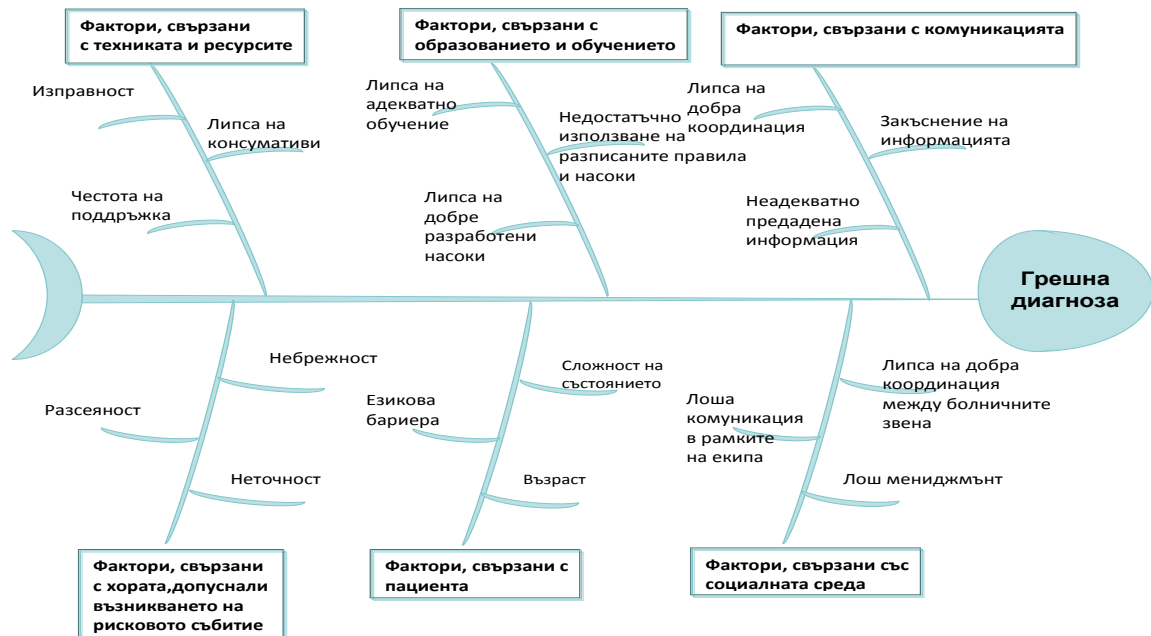 Фактори, свързани
с техниката и ресурсите
Фактори, свързани с
образованието и обучението
Фактори, свързани с комуникацията
Изправност
Липса на
консумативи
Честота на
поддръжка
Липса на
адекватно
обучение
Недостатъчно
използване на
разписаните правила
и насоки
Липса на
добре
разработени
насоки
Липса на
добра
координация
Закъснение на
информацията
Неадекватно
предадена
информация
Грешна
диагноза
Небрежност
Разсеяност
Неточност
Сложност на
състоянието
Езикова
бариера
Възраст
Липса на добра
координация
между болничните
звена
Лоша
комуникация
в рамките
на екипа
Лош мениджмънт
Фактори, свързани
с хората,допуснали
възникването на
рисковото събитие
Фактори, свързани с
пациента
Фактори, свързани със
социалната среда